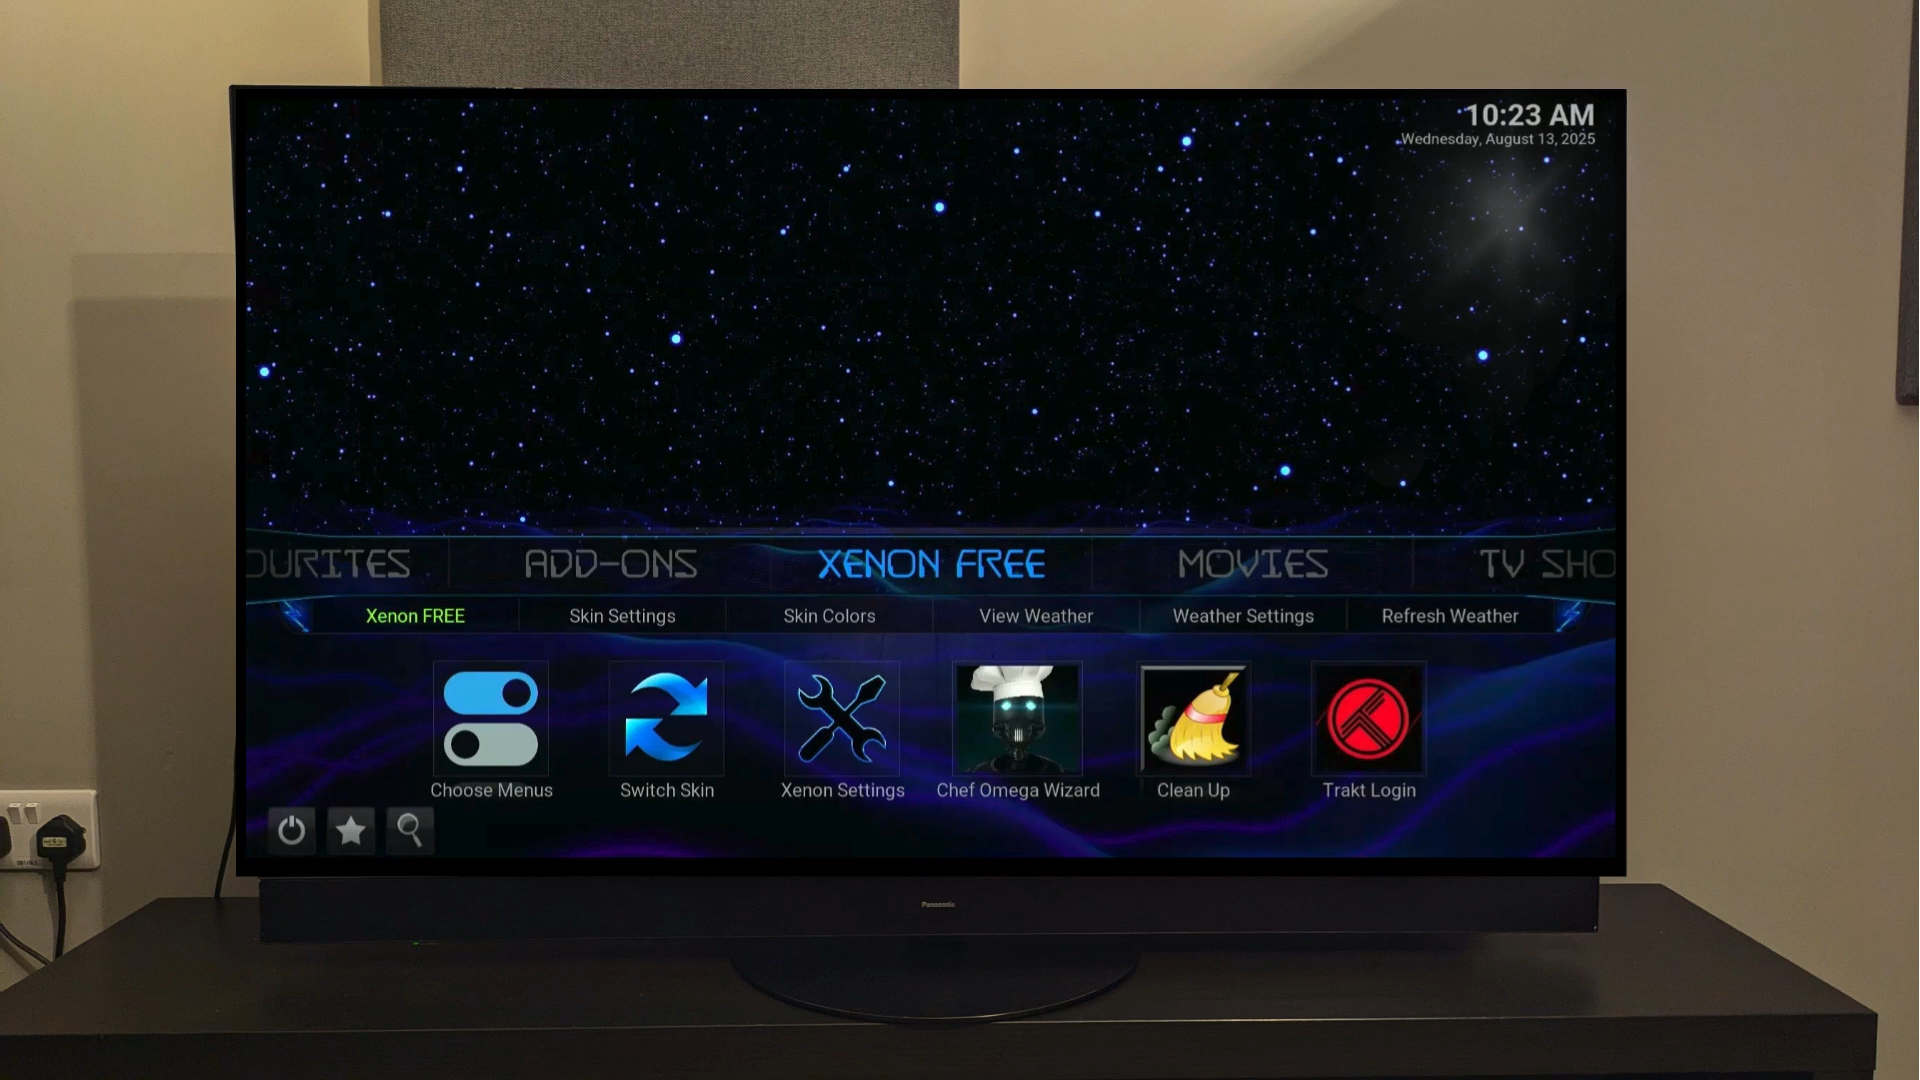 10:23 AM
Wednesday, August 13, 2025
OURITES ADD-ONS XENON FREE MOVIES TV SHO
Xenon FREE Skin Settings Skin Colors View Weather Weather Settings Refresh Weather
Choose Menus Switch Skin Xenon Settings Chef Omega Wizard Clean Up Trakt Login
Panasonic